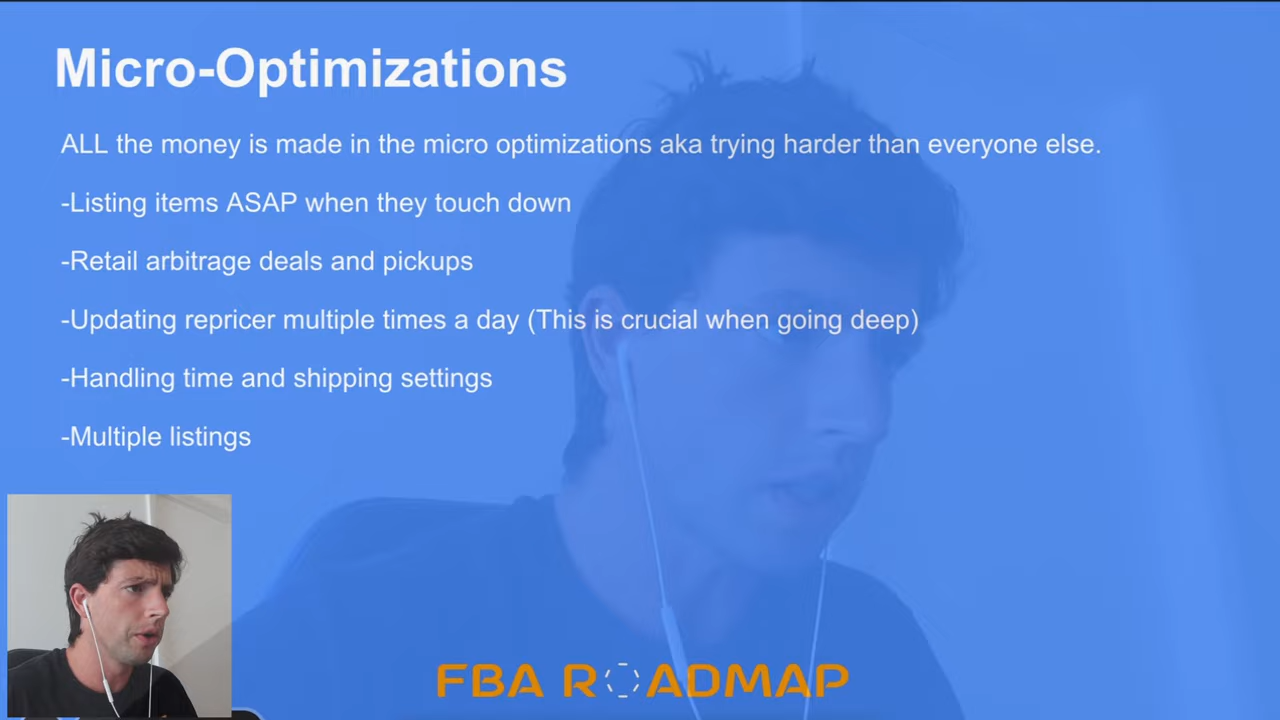 Micro-Optimizations
ALL the money is made in the micro optimizations aka trying harder than everyone else.
-Listing items ASAP when they touch down
-Retail arbitrage deals and pickups
-Updating repricer multiple times a day (This is crucial when going deep)
-Handling time and shipping settings
-Multiple listings
FBA ROADMAP